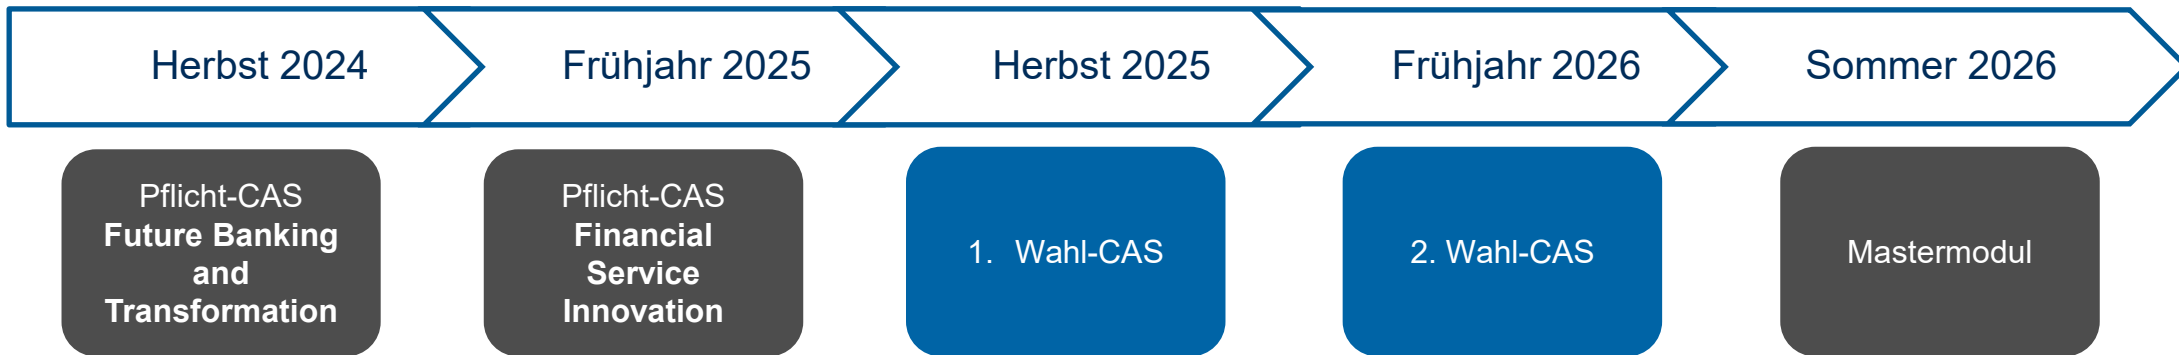 Herbst 2024
Frühjahr 2025
Herbst 2025
Frühjahr 2026
Sommer 2026
Pflicht-CAS
Future Banking
and
Transformation
Pflicht-CAS
Financial
Service
Innovation
1. Wahl-CAS
2. Wahl-CAS
Mastermodul